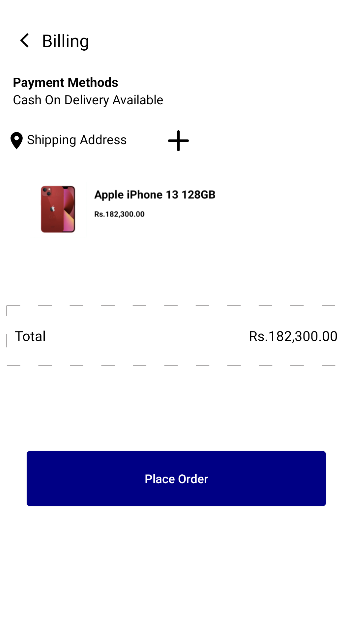 Billing
Payment Methods
Cash On Delivery Available
Shipping Address
Apple iPhone 13 128GB
Rs.182,300.00
Total Rs.182,300.00
Place Order